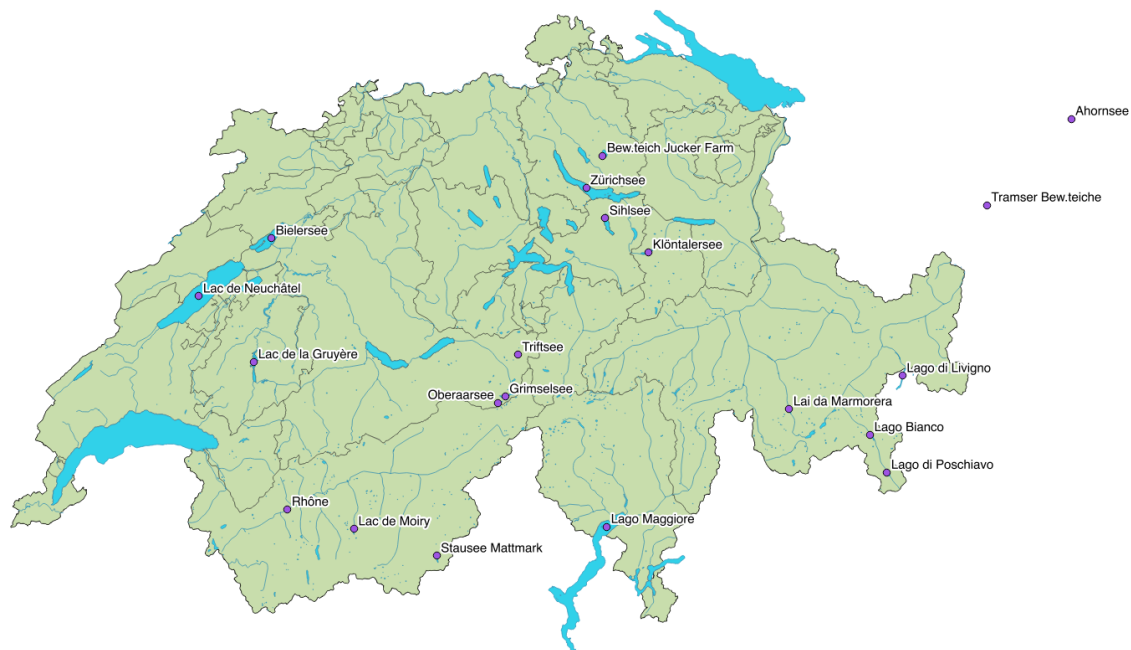 Ahornsee
Bew.teich Jucker Farm
Zürichsee
Tramser Bew.teiche
Sihlsee
Bielersee
Klöntalersee
Lac de Neuchâtel
Triftsee
Lac de la Gruyère
Lago di Livigno
Grimselsee
Oberaarsee
Lai da Marmorera
Lago Bianco
Lago di Poschiavo
Rhône
Lago Maggiore
Lac de Moiry
Stausee Mattmark